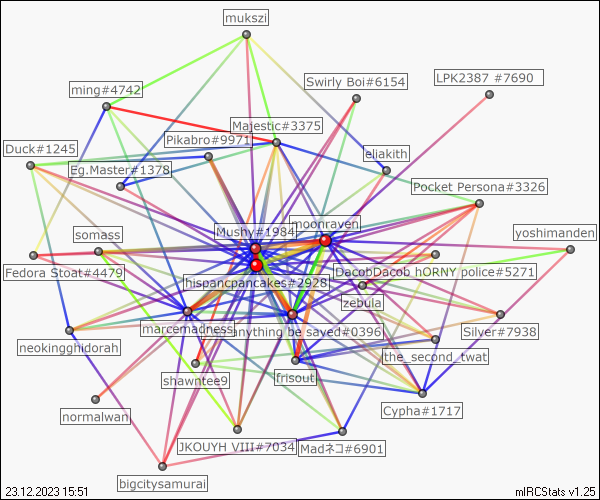 mukszi
LPK2387 #7690
Swirly Boi#6154
ming#4742
Majestic#3375
Pikabro#9971
Duck#1245
eliakith
Eg.Master#1378
Pocket Persona#3326
moonraven
Mushy#1984
somass
yoshimanden
Fedora Stoat#4479
DacobDacob hORNY police#5271
hispancpancakes#2928
zebula
marcemadness
anything be saved#0396
Silver#7938
neokingghidorah
the_second_twat
shawntee9
frisout
Cypha#1717
normalwan
JKOUYH VIII#7034
Madネコ#6901
bigcitysamurai
23.12.2023 15:51
mIRCStats v1.25